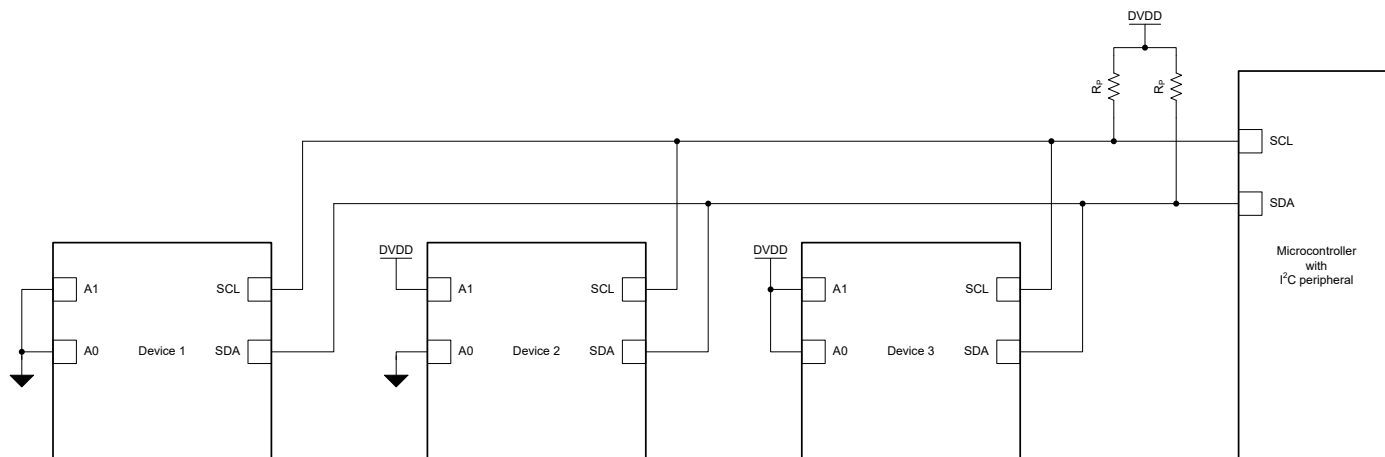 DVDD
Rₚ
Rₚ
SCL
SDA
Microcontroller
with
I²C peripheral
DVDD
DVDD
A1
SCL
A0
Device 1
SDA
A1
SCL
A0
Device 2
SDA
A1
SCL
A0
Device 3
SDA